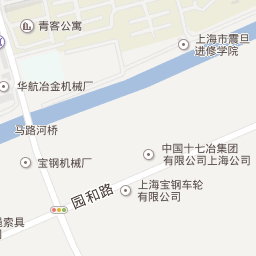 青客公寓
上海市震旦
进修学院
华航冶金机械厂
马路河桥
宝钢机械厂
中国十七冶集团
有限公司上海公司
园和路
上海宝钢车轮
有限公司
索具